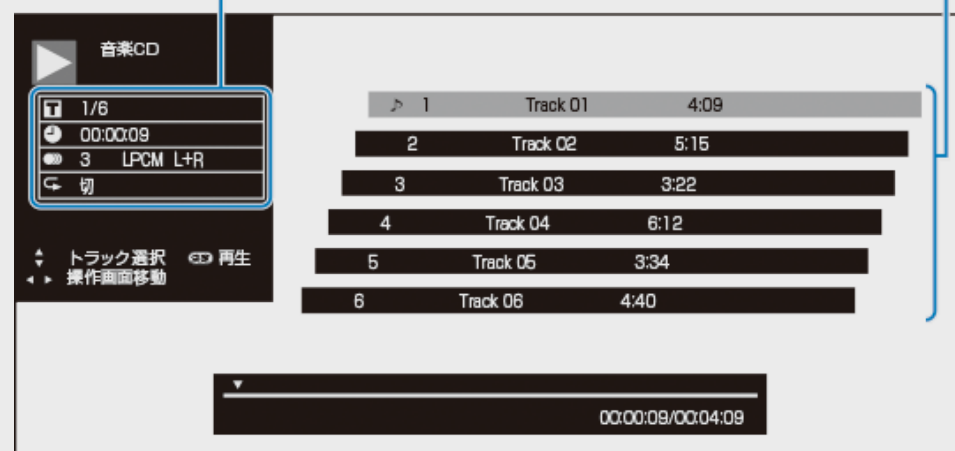 音楽CD
T 1/6
00:00:09
3 LPCM L+R
切
トラック選択 決定 再生
操作画面移動
♪ 1 Track 01 4:09
2 Track 02 5:15
3 Track 03 3:22
4 Track 04 6:12
5 Track 05 3:34
6 Track 06 4:40
00:00:09/00:04:09